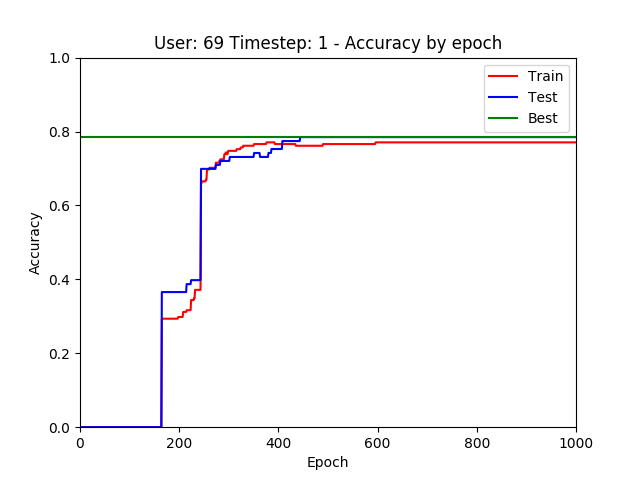 User: 69 Timestep: 1 - Accuracy by epoch
1.0
0.8
0.6
0.4
0.2
0.0
Accuracy
Train
Test
Best
0 200 400 600 800 1000
Epoch